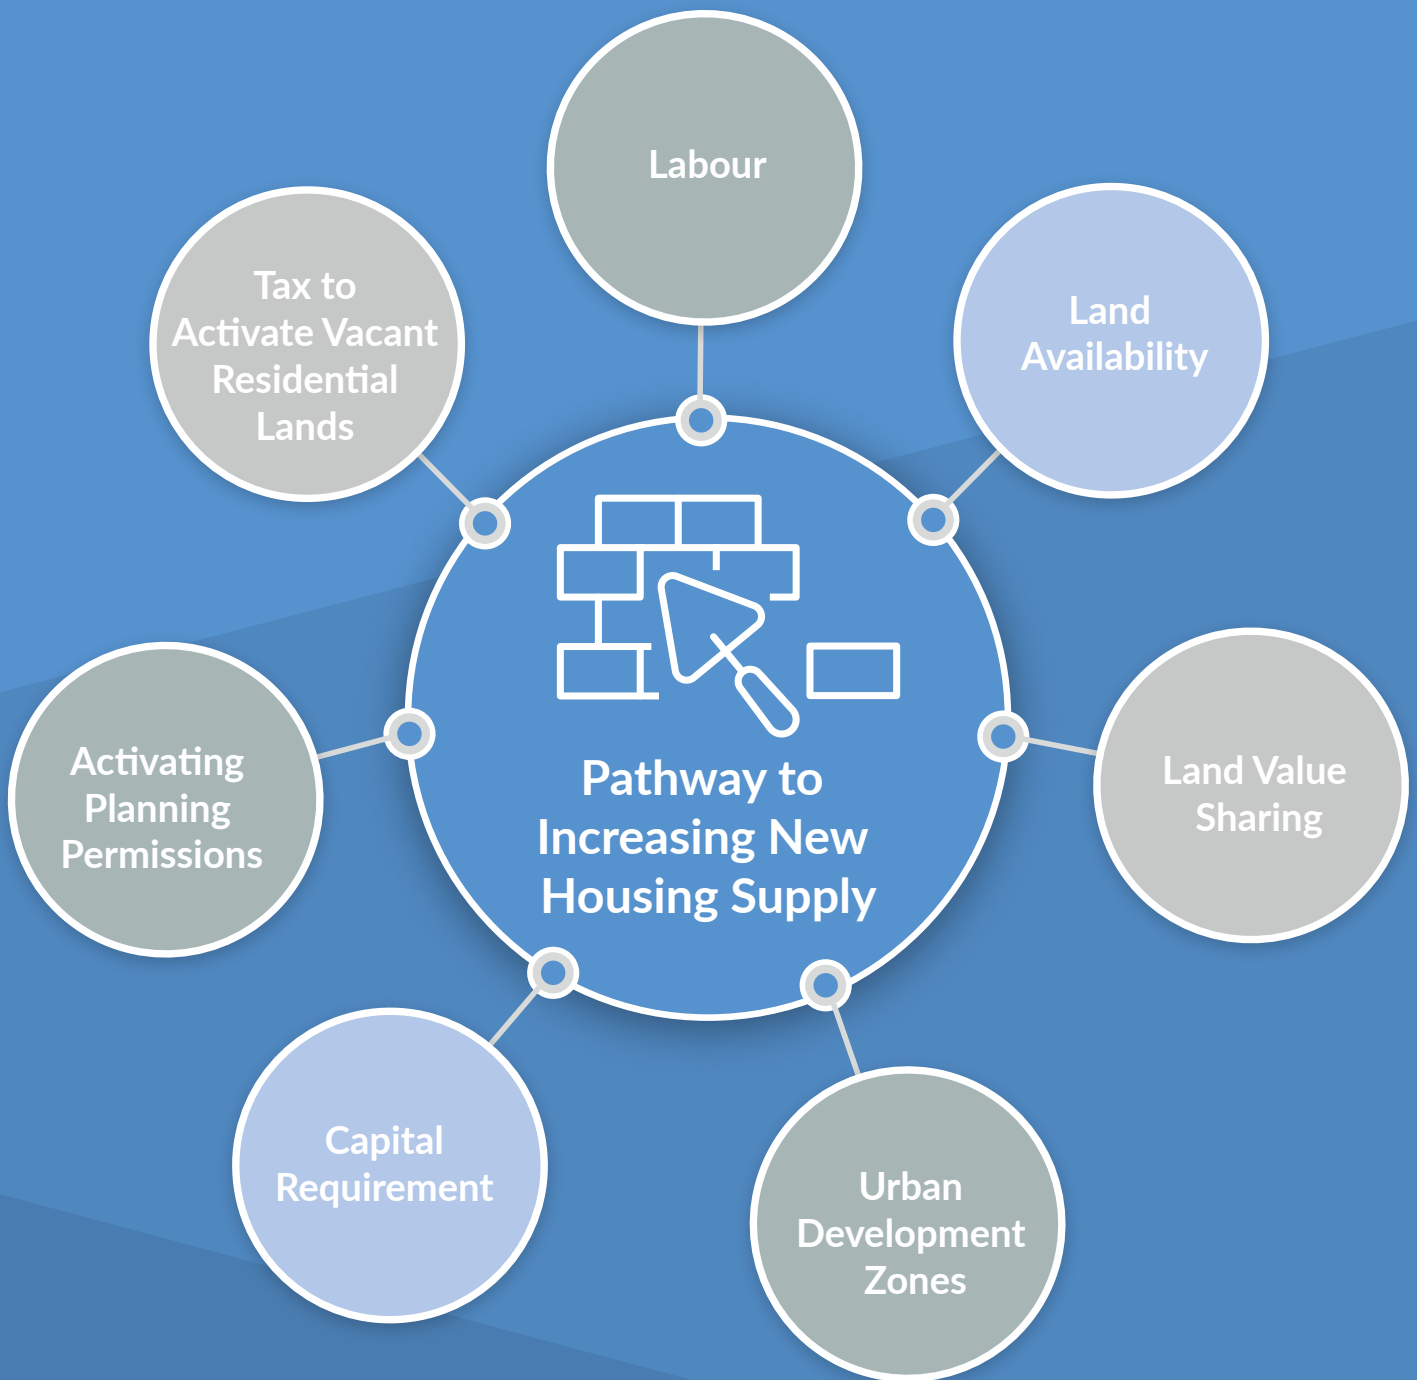 Labour
Tax to
Activate Vacant
Residential
Lands
Land
Availability
Activating
Planning
Permissions
Pathway to
Increasing New
Housing Supply
Land Value
Sharing
Capital
Requirement
Urban
Development
Zones